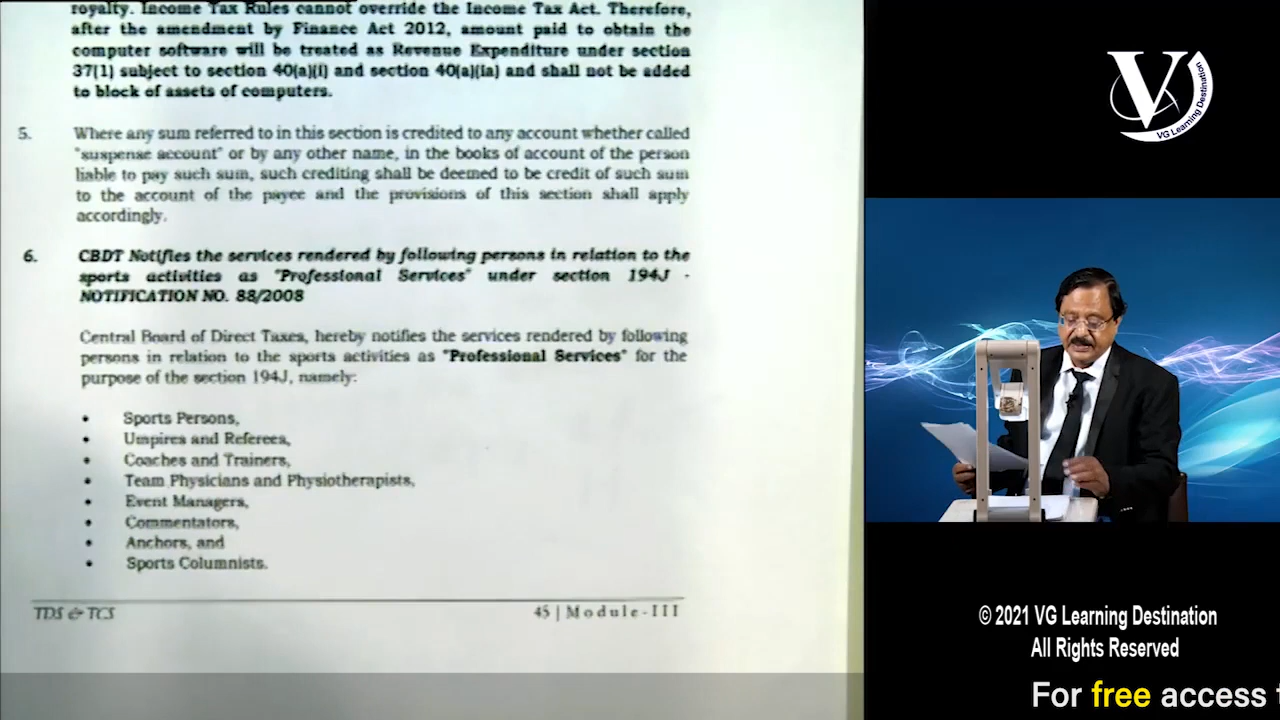 royalty. Income Tax Rules cannot override the Income Tax Act. Therefore,
after the amendment by Finance Act 2012, amount paid to obtain the
computer software will be treated as Revenue Expenditure under section
37(1) subject to section 40(a)(i) and section 40(a)(ia) and shall not be added
to block of assets of computers.
5. Where any sum referred to in this section is credited to any account whether called
"suspense account" or by any other name, in the books of account of the person
liable to pay such sum, such crediting shall be deemed to be credit of such sum
to the account of the payee and the provisions of this section shall apply
accordingly.
6. CBDT Notifies the services rendered by following persons in relation to the
sports activities as "Professional Services" under section 194J -
NOTIFICATION NO. 88/2008
Central Board of Direct Taxes, hereby notifies the services rendered by following
persons in relation to the sports activities as "Professional Services" for the
purpose of the section 194J, namely:
• Sports Persons,
• Umpires and Referees,
• Coaches and Trainers,
• Team Physicians and Physiotherapists,
• Event Managers,
• Commentators,
• Anchors, and
• Sports Columnists.
TDS & TCS 45 | Module-III
V
VG Learning Destination
© 2021 VG Learning Destination
All Rights Reserved
For free access